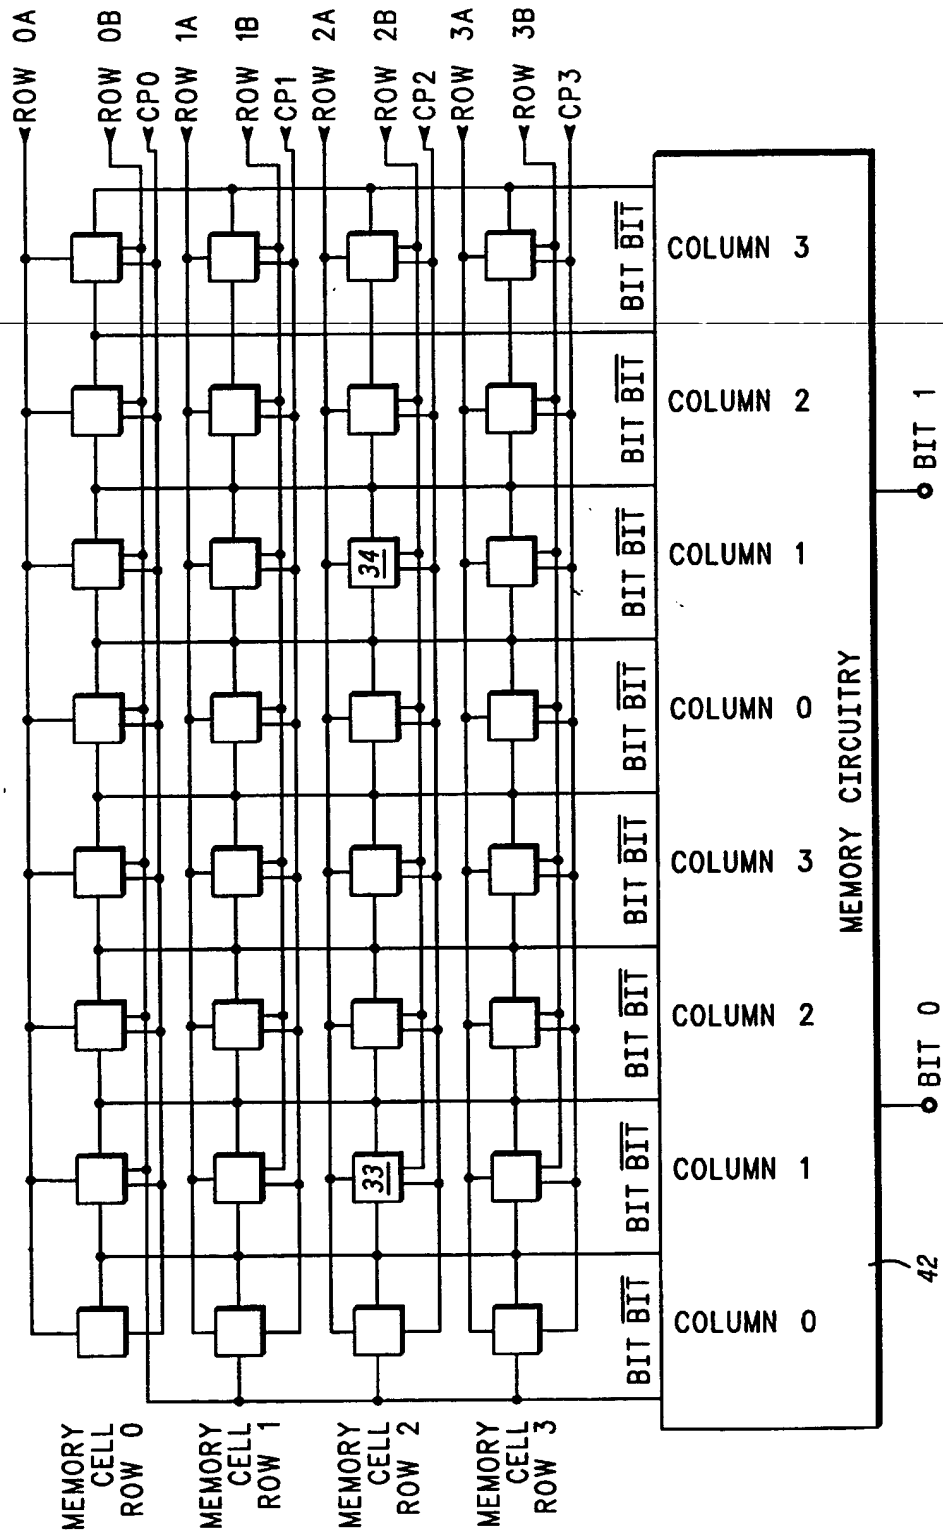 ROW 0A
ROW 0B
CP0
ROW 1A
ROW 1B
CP1
ROW 2A
ROW 2B
CP2
ROW 3A
ROW 3B
CP3
MEMORY
CELL
ROW 0
MEMORY
CELL
ROW 1
MEMORY
CELL
ROW 2
33
34
MEMORY
CELL
ROW 3
BIT BIT BIT BIT BIT BIT BIT BIT BIT BIT BIT BIT BIT BIT BIT BIT
COLUMN 0 COLUMN 1 COLUMN 2 COLUMN 3 COLUMN 0 COLUMN 1 COLUMN 2 COLUMN 3
MEMORY CIRCUITRY
42
BIT 0
BIT 1